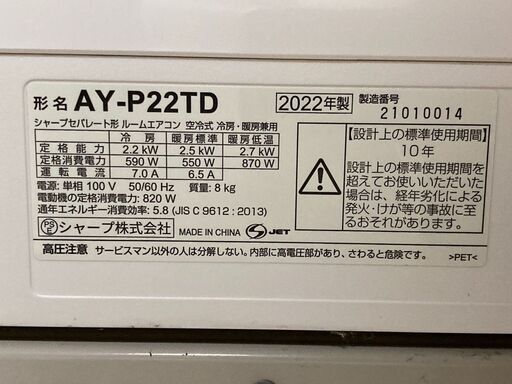 形名 AY-P22TD 2022年製 製造番号 21010014
シャープセパレート形 ルームエアコン 空冷式 冷房・暖房兼用
冷房 暖房標準 暖房低温
定格能力 2.2 kW 2.5 kW 2.7 kW
定格消費電力 590 W 550 W 870 W
運転電流 7.0 A 6.5 A
電源: 単相 100 V 50/60 Hz 質量: 8 kg
電動機の定格消費電力: 820 W
通年エネルギー消費効率: 5.8 (JIS C 9612 : 2013)
PS E シャープ株式会社 MADE IN CHINA S JET
【設計上の標準使用期間】
10年
設計上の標準使用期間を
超えてお使いいただいた
場合は、経年劣化による
発火・けが等の事故に至
るおそれがあります。
高圧注意 サービスマン以外の人は分解しない。内部に高電圧部があり、さわると危険です。 >PET<